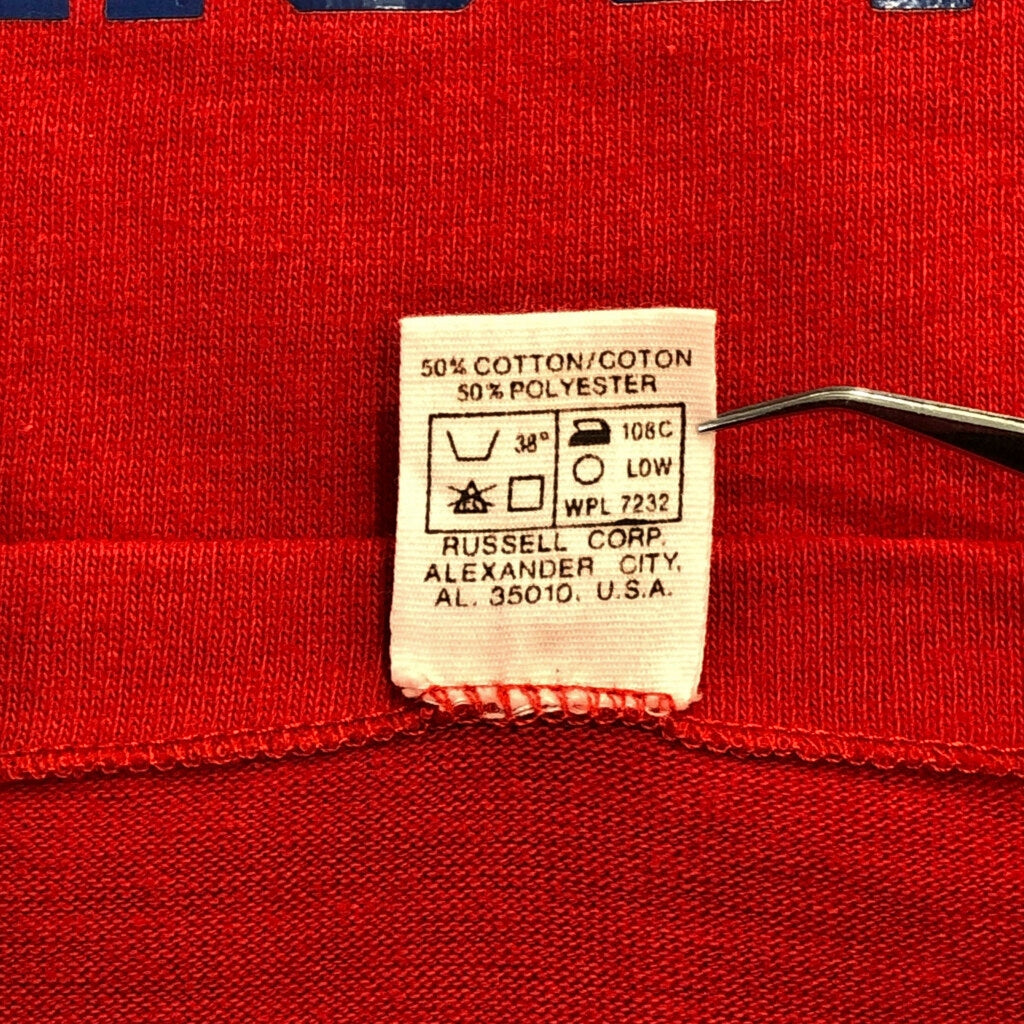 50% COTTON/COTON
50% POLYESTER
38° 108C
LOW
WPL 7232
RUSSELL CORP.
ALEXANDER CITY,
AL. 35010. U.S.A.